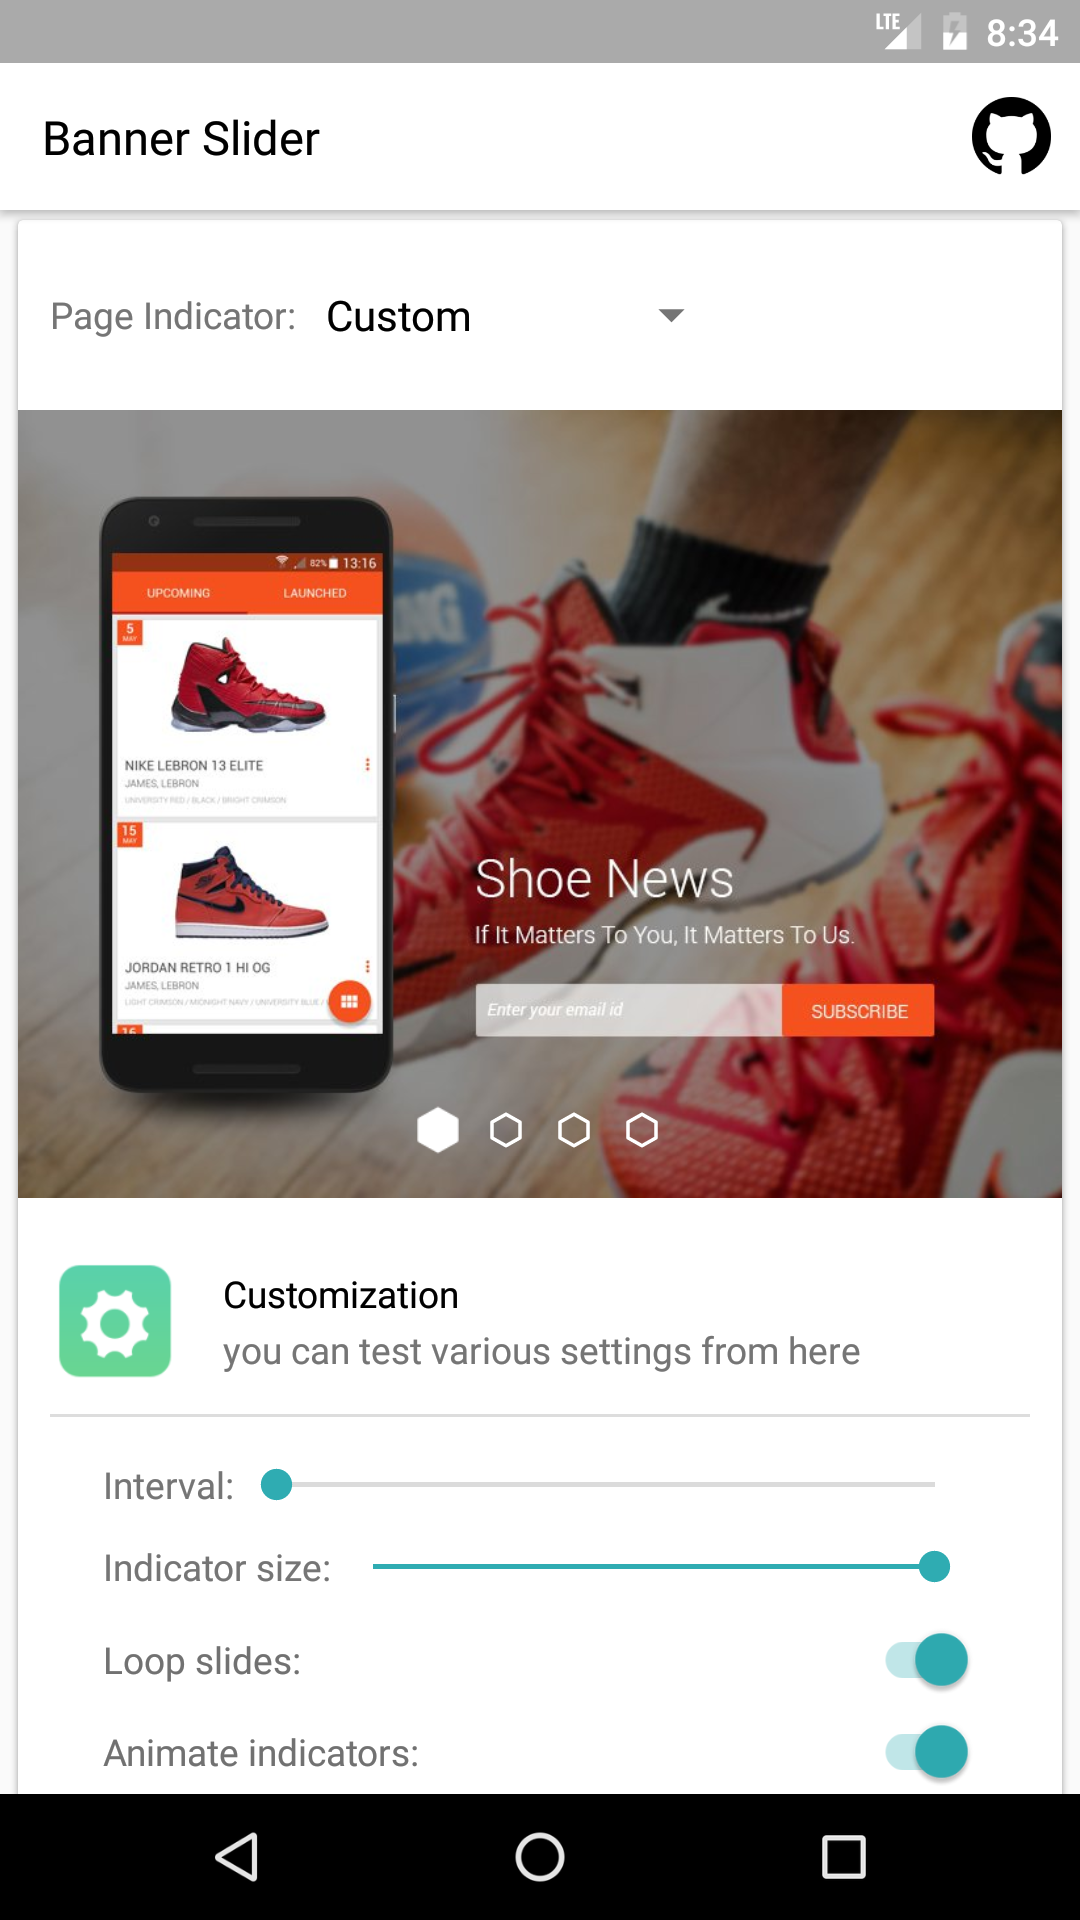 LTE 8:34
Banner Slider
Page Indicator: Custom
82% 13:16
UPCOMING LAUNCHED
5
MAY
NIKE LEBRON 13 ELITE
JAMES, LEBRON
UNIVERSITY RED / BLACK / BRIGHT CRIMSON
15
MAY
JORDAN RETRO 1 HI OG
JAMES, LEBRON
LIGHT CRIMSON / MIDNIGHT NAVY / UNIVERSITY BLUE /
16
Shoe News
If It Matters To You, It Matters To Us.
Enter your email id SUBSCRIBE
Customization
you can test various settings from here
Interval:
Indicator size:
Loop slides:
Animate indicators: